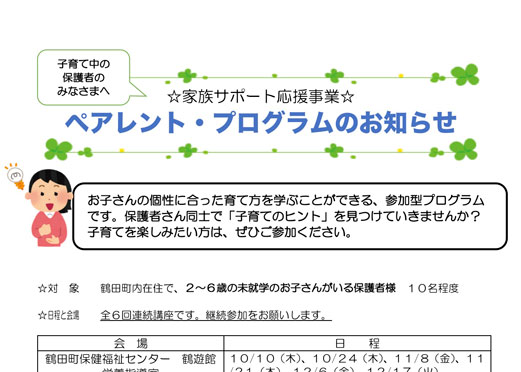 子育て中の
保護者の
みなさまへ
☆家族サポート応援事業☆
ペアレント・プログラムのお知らせ
お子さんの個性に合った育て方を学ぶことができる、参加型プログラム
です。保護者さん同士で「子育てのヒント」を見つけていきませんか？
子育てを楽しみたい方は、ぜひご参加ください。
☆対　象　　鶴田町内在住で、２～６歳の未就学のお子さんがいる保護者様　１０名程度
☆日程と会場　　全６回連続講座です。継続参加をお願いします。
会　場　　日　程
鶴田町保健福祉センター　鶴遊館　　10/10（木）、10/24（木）、11/8（金）、11
/21（木）、12/6（金）、12/17（火）